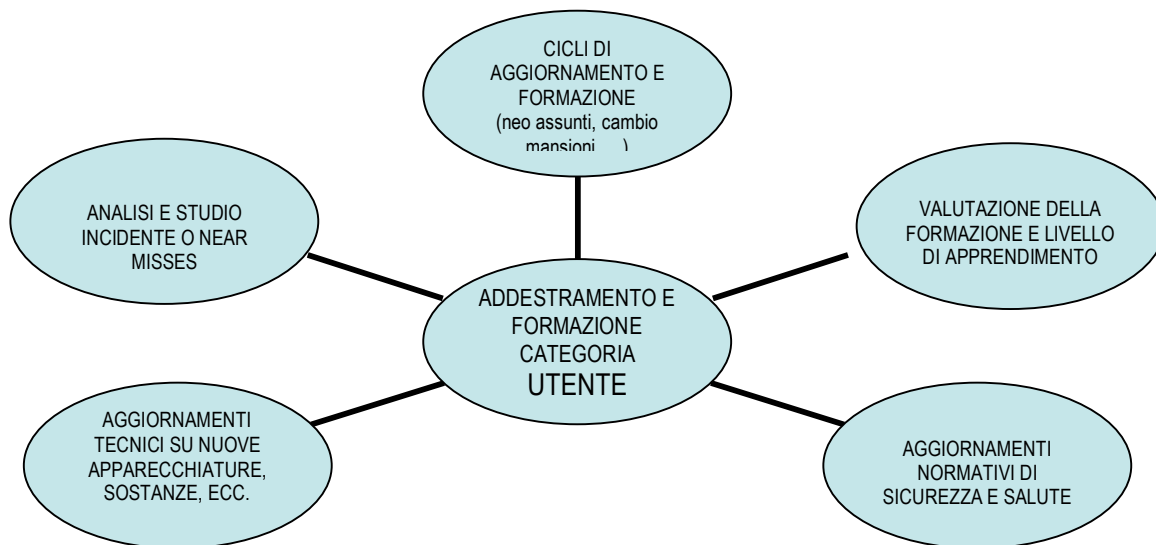 CICLI DI
AGGIORNAMENTO E
FORMAZIONE
(neo assunti, cambio
mansioni ... )
ANALISI E STUDIO
INCIDENTE O NEAR
MISSES
VALUTAZIONE DELLA
FORMAZIONE E LIVELLO
DI APPRENDIMENTO
ADDESTRAMENTO E
FORMAZIONE
CATEGORIA
UTENTE
AGGIORNAMENTI
TECNICI SU NUOVE
APPARECCHIATURE,
SOSTANZE, ECC.
AGGIORNAMENTI
NORMATIVI DI
SICUREZZA E SALUTE